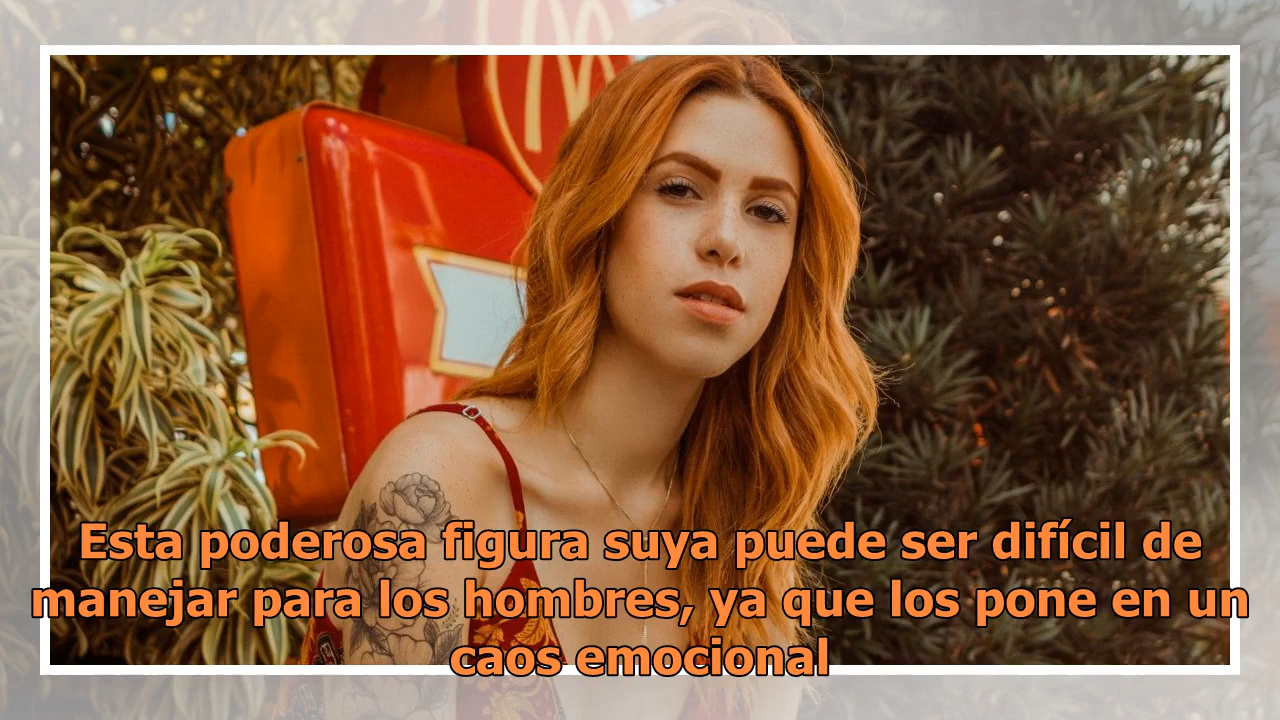 Esta poderosa figura suya puede ser difícil de
manejar para los hombres, ya que los pone en un
caos emocional